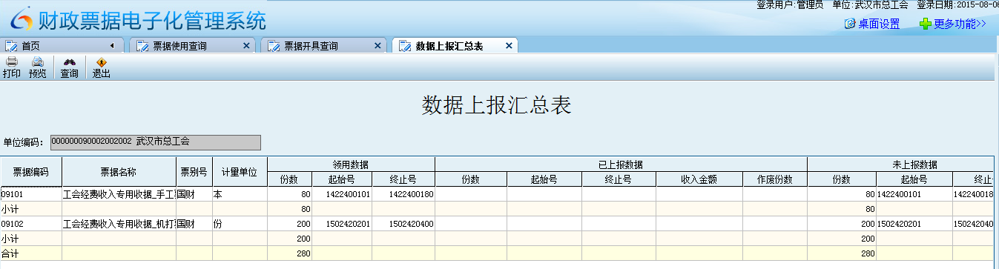 登录用户:管理员 单位:武汉市总工会 登录日期:2015-08-06
财政票据电子化管理系统
桌面设置 更多功能>>
首页 票据使用查询 票据开具查询 数据上报汇总表
打印 预览 查询 退出
数据上报汇总表
单位编码： 000000090002002002 武汉市总工会
票据编码 票据名称 票别号 计量单位 领用数据 已上报数据 未上报数据
份数 起始号 终止号 份数 起始号 终止号 收入金额 作废份数 份数 起始号 终止
09101 工会经费收入专用收据_手工 国财 本 80 1422400101 1422400180 80 1422400101 142240018
小计 80 80
09102 工会经费收入专用收据_机打 国财 份 200 1502420201 1502420400 200 1502420201 150242040
小计 200 200
合计 280 280